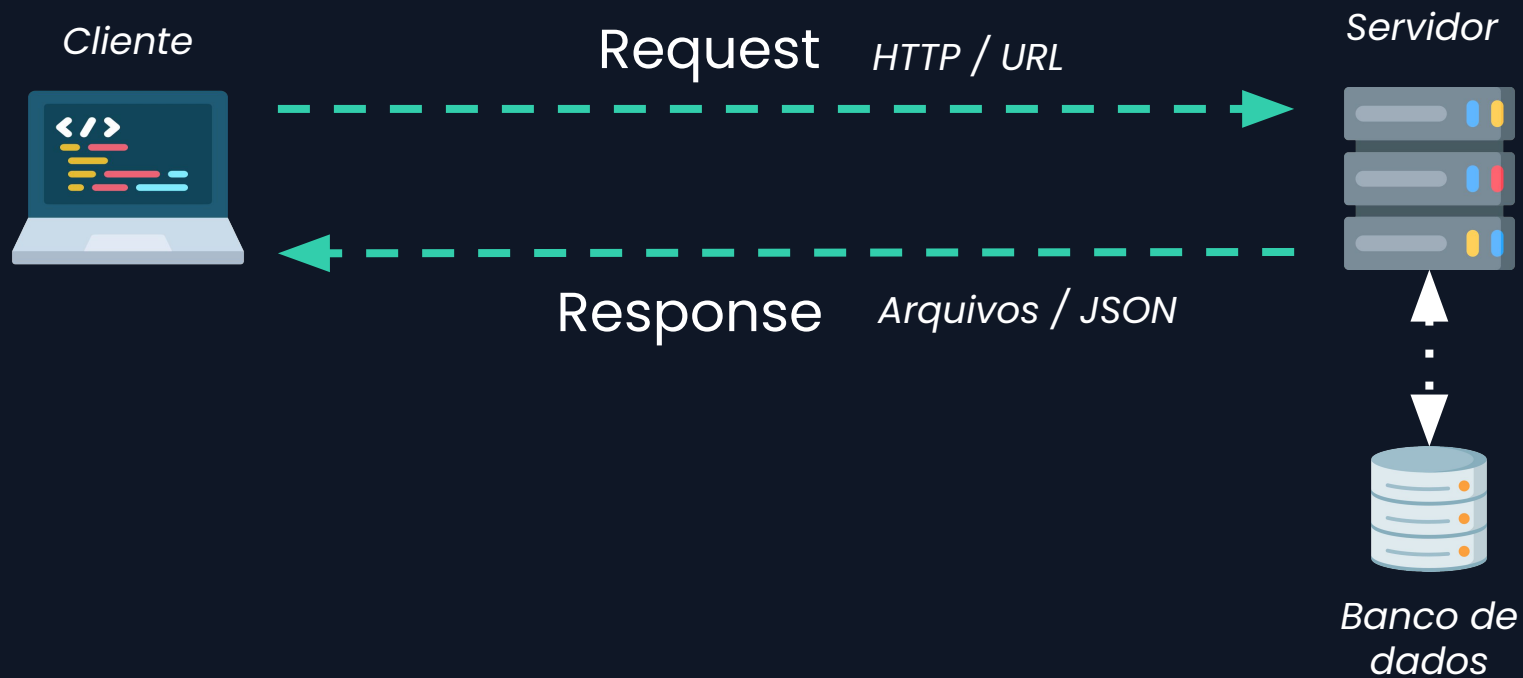 Cliente
Request HTTP / URL
Servidor
</>
Response Arquivos / JSON
Banco de
dados